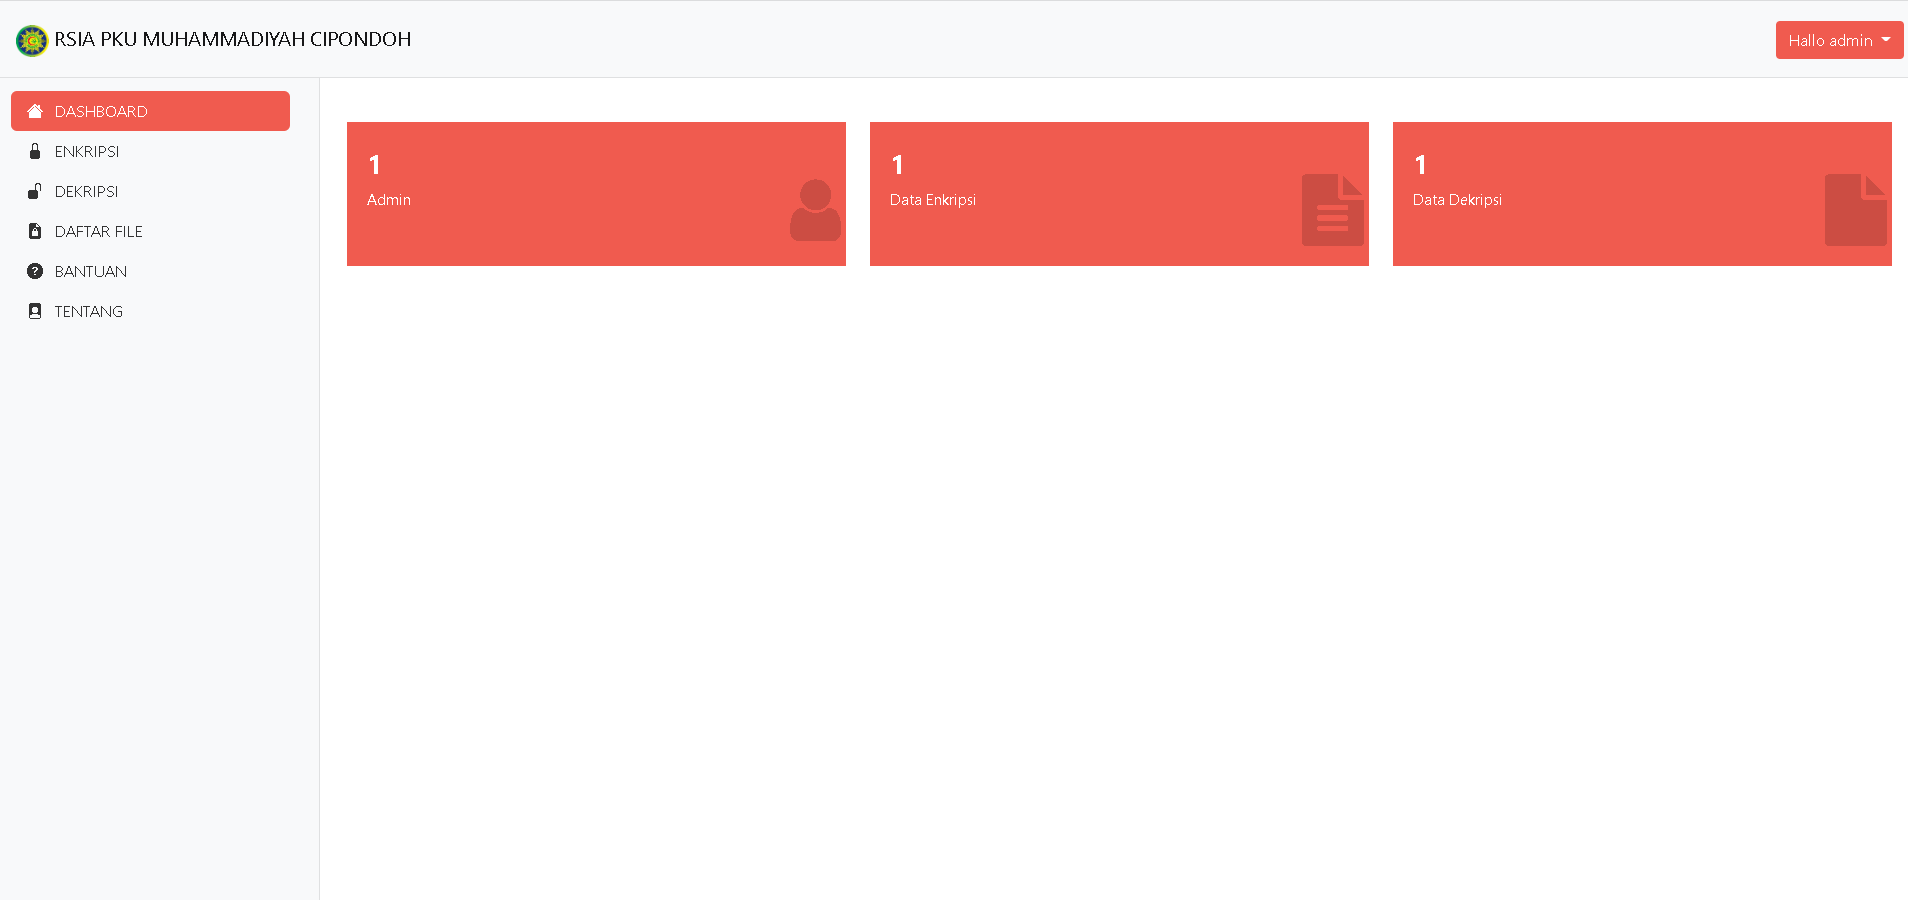 RSIA PKU MUHAMMADIYAH CIPONDOH
Hallo admin
DASHBOARD
ENKRIPSI
DEKRIPSI
DAFTAR FILE
BANTUAN
TENTANG
1
Admin
1
Data Enkripsi
1
Data Dekripsi